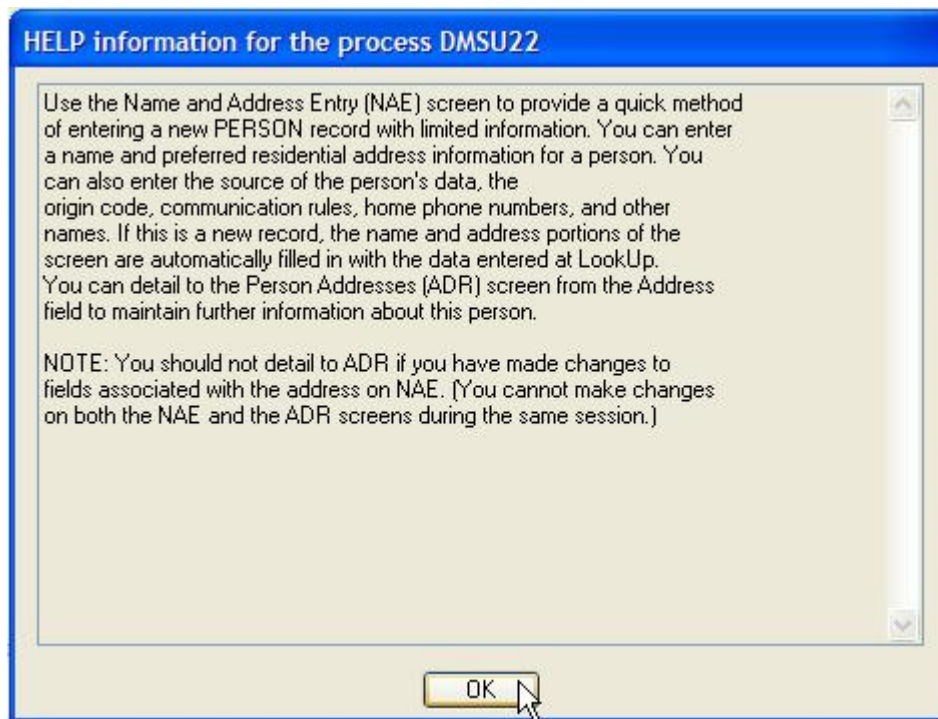 HELP information for the process DMSU22
Use the Name and Address Entry (NAE) screen to provide a quick method
of entering a new PERSON record with limited information. You can enter
a name and preferred residential address information for a person. You
can also enter the source of the person's data, the
origin code, communication rules, home phone numbers, and other
names. If this is a new record, the name and address portions of the
screen are automatically filled in with the data entered at LookUp.
You can detail to the Person Addresses (ADR) screen from the Address
field to maintain further information about this person.
NOTE: You should not detail to ADR if you have made changes to
fields associated with the address on NAE. (You cannot make changes
on both the NAE and the ADR screens during the same session.)
OK